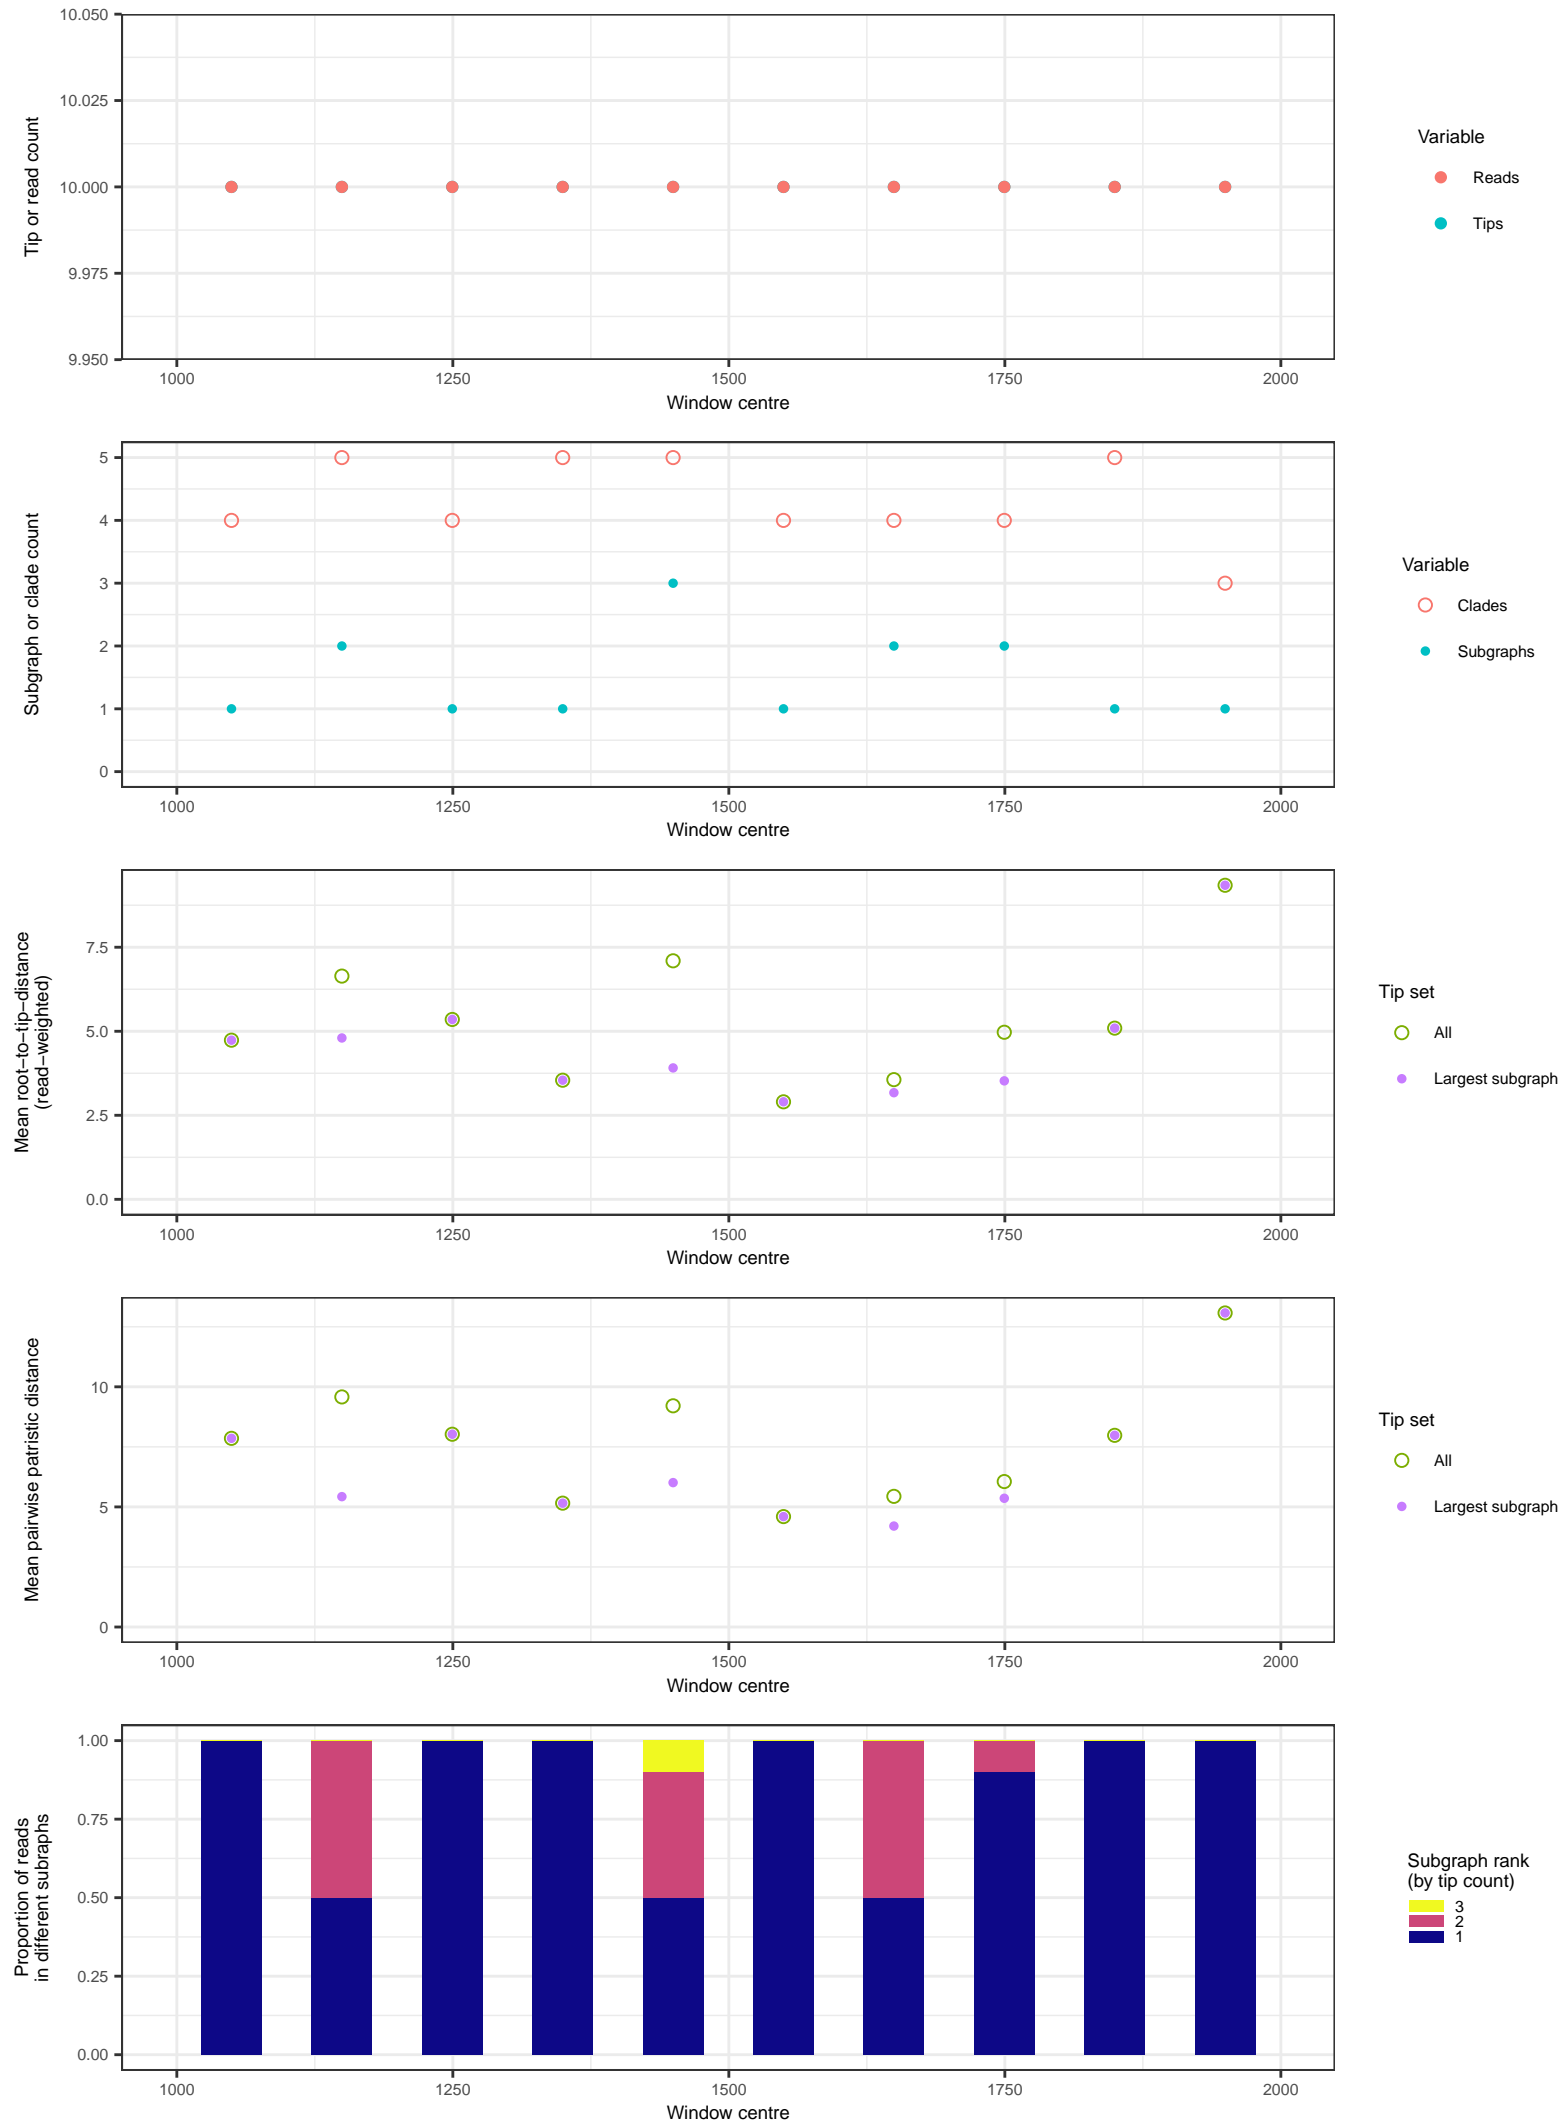 10.050
10.025
10.000
9.975
9.950
Tip or read count
1000 1250 1500 1750 2000
Window centre
Variable
Reads
Tips
5
4
3
2
1
0
Subgraph or clade count
1000 1250 1500 1750 2000
Window centre
Variable
Clades
Subgraphs
7.5
5.0
2.5
0.0
Mean root−to−tip−distance
(read−weighted)
1000 1250 1500 1750 2000
Window centre
Tip set
All
Largest subgraph
10
5
0
Mean pairwise patristic distance
1000 1250 1500 1750 2000
Window centre
Tip set
All
Largest subgraph
1.00
0.75
0.50
0.25
0.00
Proportion of reads
in different subraphs
1000 1250 1500 1750 2000
Window centre
Subgraph rank
(by tip count)
3
2
1